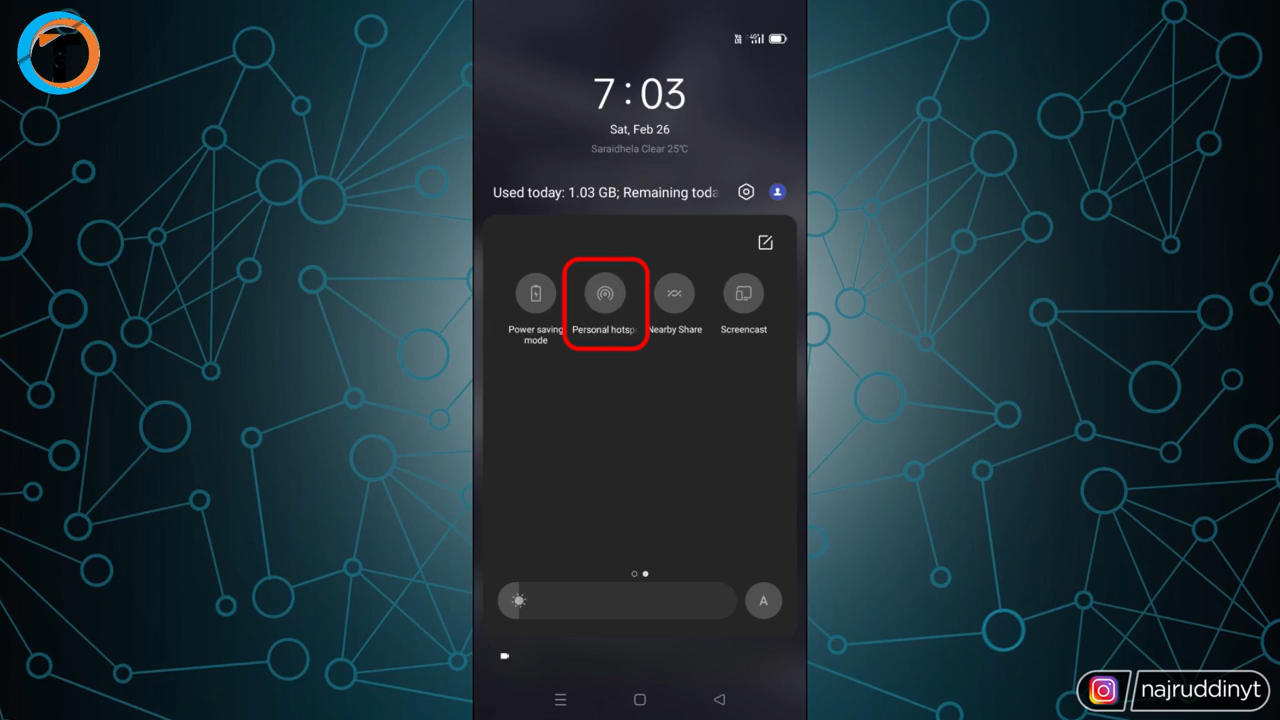 7:03
Sat, Feb 26
Saraidhela Clear 25℃
Used today: 1.03 GB; Remaining toda
Power saving
mode
Personal hotsp
Nearby Share
Screencast
A
najruddinyt